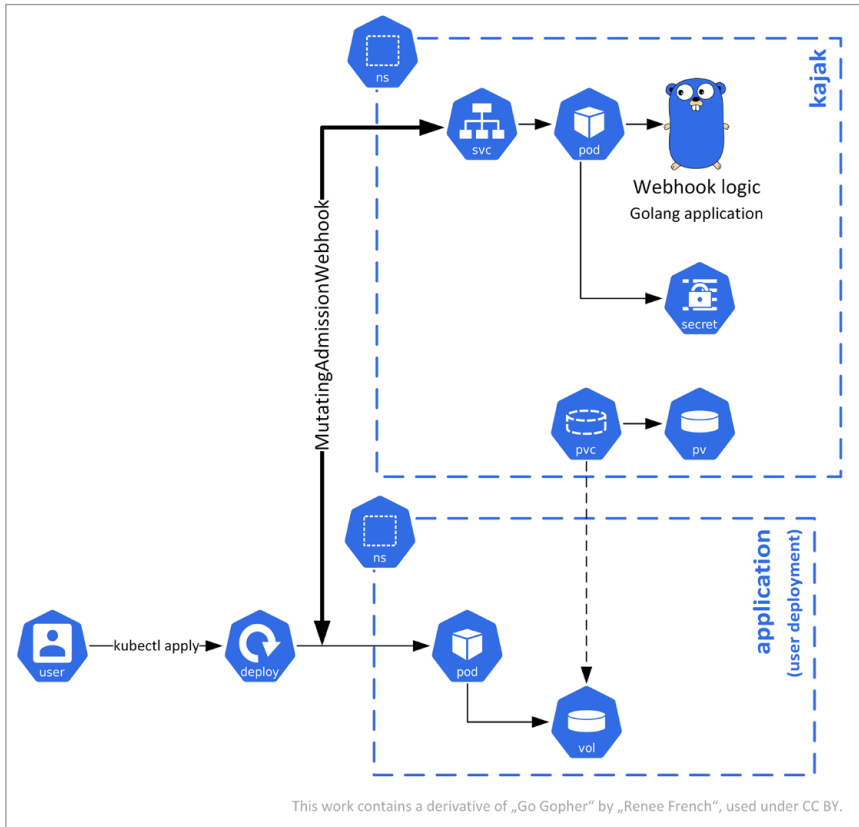 ns
kajak
svc
pod
Webhook logic
Golang application
secret
MutatingAdmissionWebhook
pvc
pv
ns
application
(user deployment)
user
kubectl apply
deploy
pod
vol
This work contains a derivative of „Go Gopher“ by „Renee French“, used under CC BY.